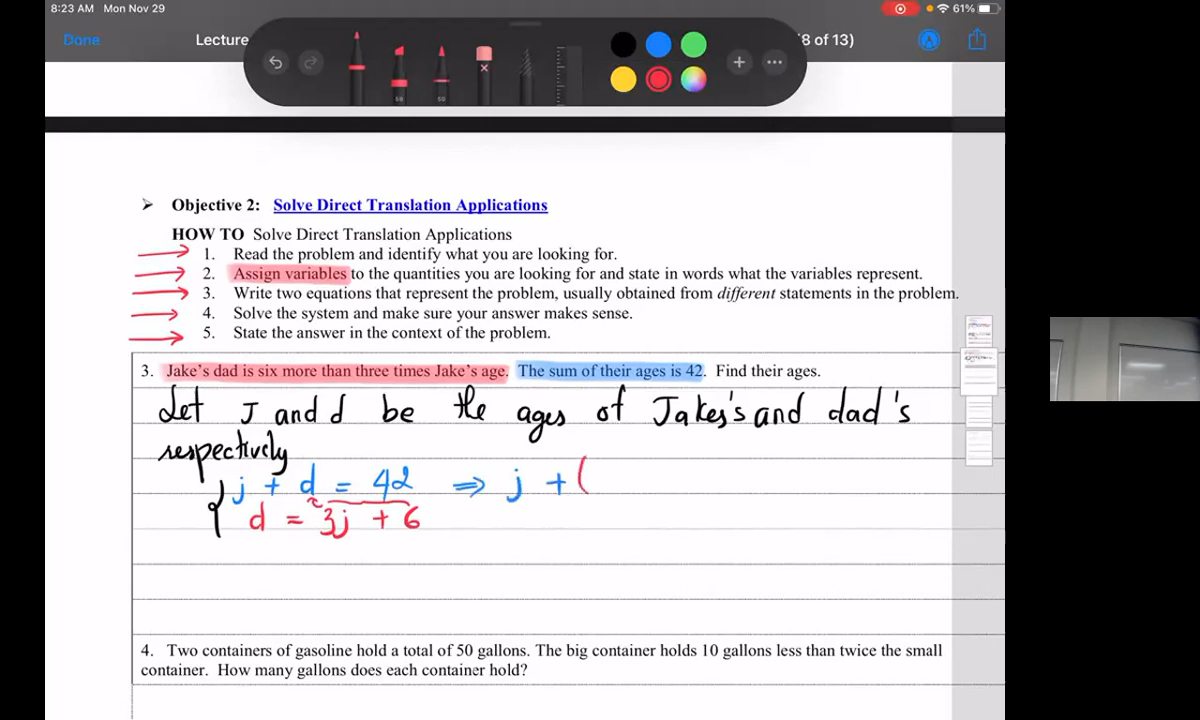 8:23 AM Mon Nov 29
61%
Done
Lecture
(8 of 13)
➢ Objective 2: Solve Direct Translation Applications
HOW TO Solve Direct Translation Applications
1. Read the problem and identify what you are looking for.
2. Assign variables to the quantities you are looking for and state in words what the variables represent.
3. Write two equations that represent the problem, usually obtained from different statements in the problem.
4. Solve the system and make sure your answer makes sense.
5. State the answer in the context of the problem.
3. Jake's dad is six more than three times Jake's age. The sum of their ages is 42. Find their ages.
Let J and d be the ages of Jakes's and dad's
respectively
j + d = 42 ⇒ j + (
d = 3j + 6
4. Two containers of gasoline hold a total of 50 gallons. The big container holds 10 gallons less than twice the small
container. How many gallons does each container hold?